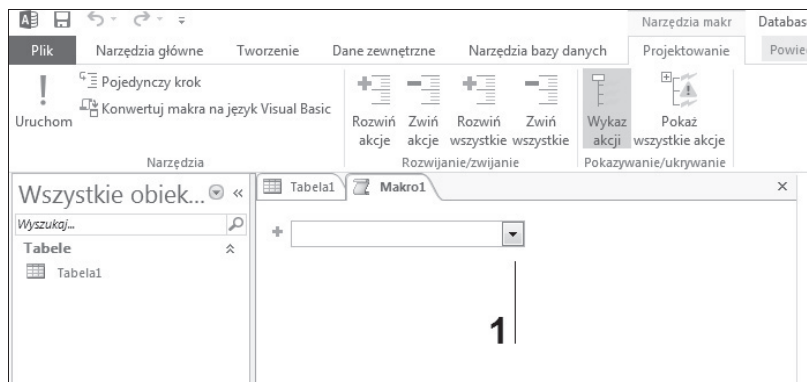 Narzędzia makr Databas
Plik Narzędzia główne Tworzenie Dane zewnętrzne Narzędzia bazy danych Projektowanie Powie
Uruchom
Pojedynczy krok
Konwertuj makra na język Visual Basic
Narzędzia
Rozwiń akcje
Zwiń akcje
Rozwiń wszystkie
Zwiń wszystkie
Rozwijanie/zwijanie
Wykaz akcji
Pokaż wszystkie akcje
Pokazywanie/ukrywanie
Wszystkie obiek...
Wyszukaj...
Tabele
Tabela1
Tabela1 Makro1
1